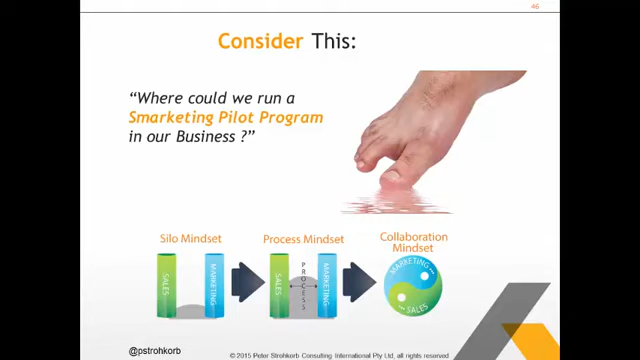 46
Consider This:
“Where could we run a
Smarketing Pilot Program
in our Business ?”
Silo Mindset
Process Mindset
Collaboration
Mindset
SALES
MARKETING
SALES
PROCESS
MARKETING
MARKETING...
...SALES
@pstrohkorb
© 2015 Peter Strohkorb Consulting International Pty Ltd, all rights reserved